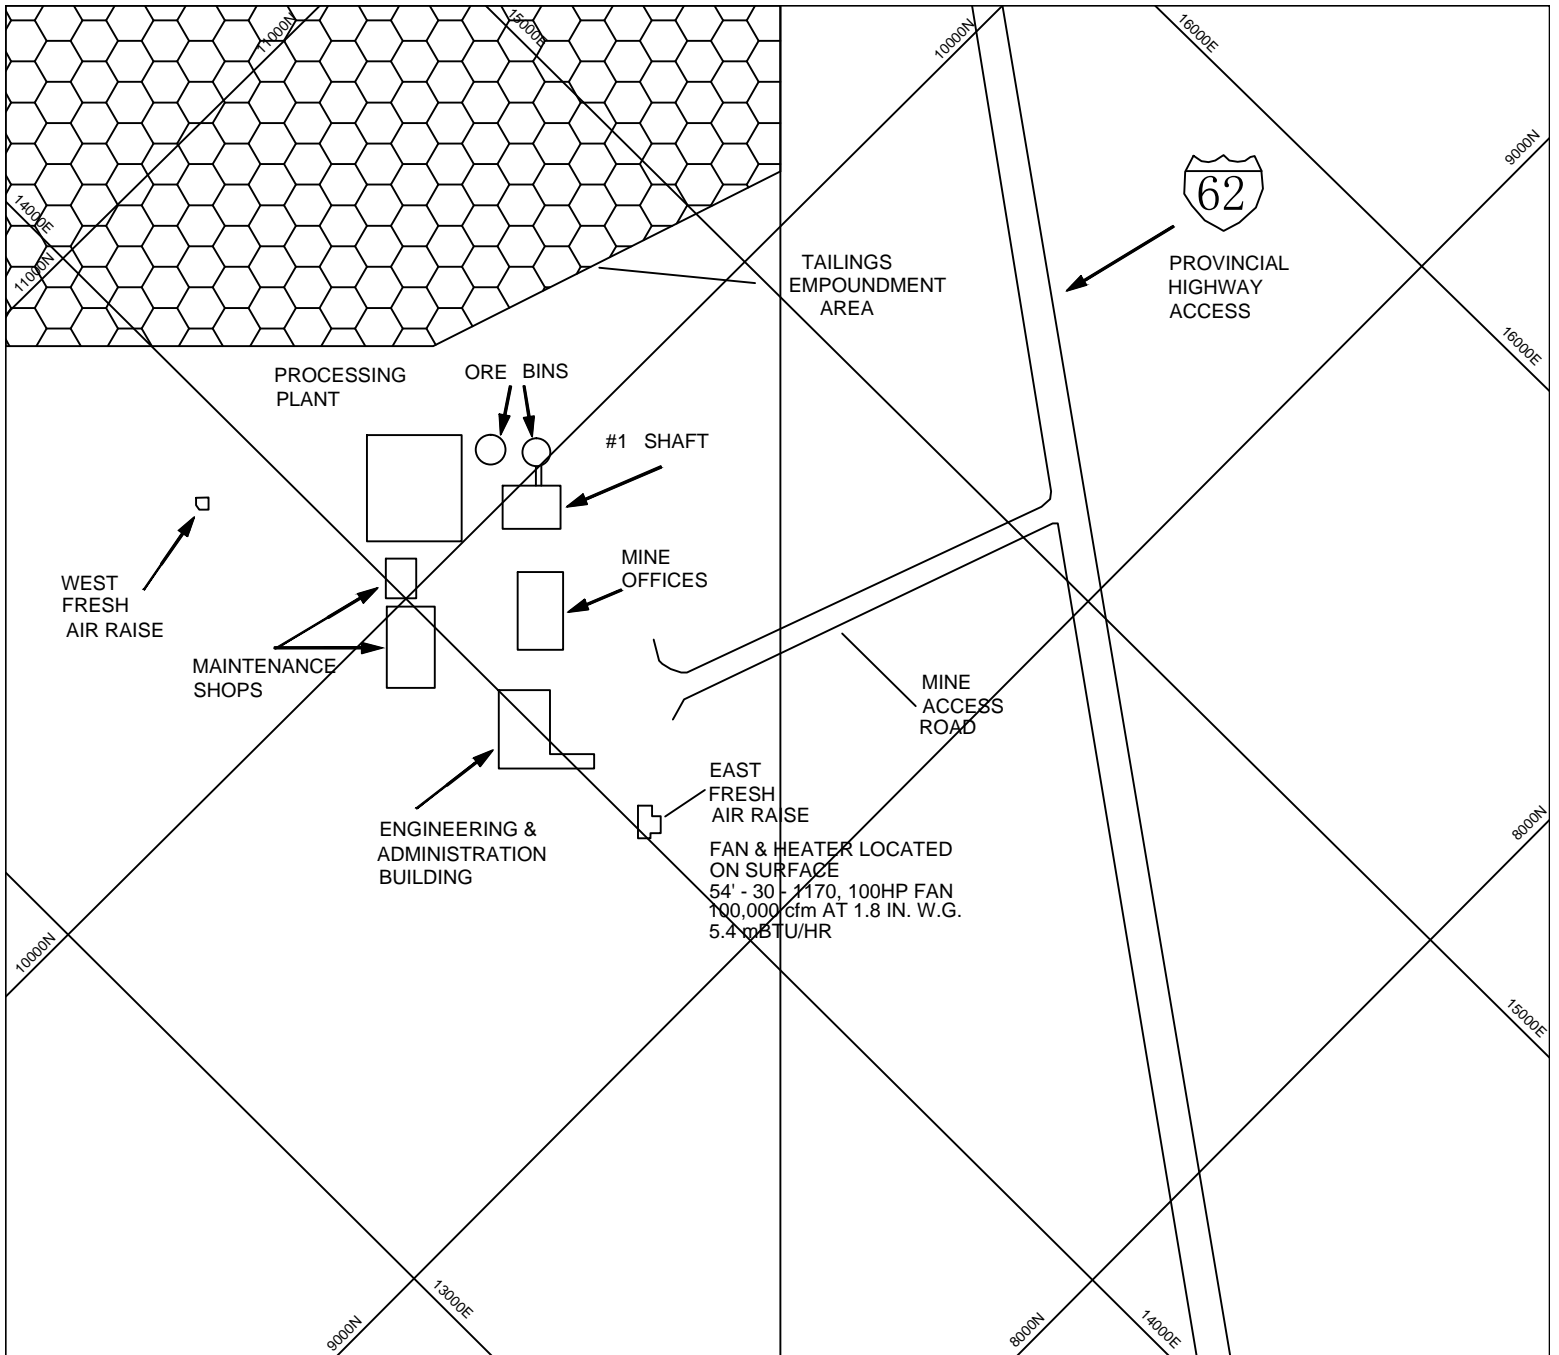 11000N
15000E
10000N
16000E
9000N
62
14000E
11000N
TAILINGS
EMPOUNDMENT
AREA
PROVINCIAL
HIGHWAY
ACCESS
16000E
PROCESSING
PLANT
ORE BINS
#1 SHAFT
MINE
OFFICES
WEST
FRESH
AIR RAISE
MAINTENANCE
SHOPS
MINE
ACCESS
ROAD
EAST
FRESH
AIR RAISE
ENGINEERING &
ADMINISTRATION
BUILDING
FAN & HEATER LOCATED
ON SURFACE
54' - 30 - 1170, 100HP FAN
100,000 cfm AT 1.8 IN. W.G.
5.4 mBTU/HR
8000N
10000N
15000E
13000E
9000N
8000N
14000E